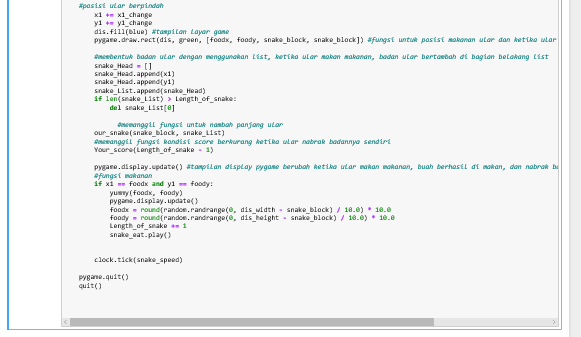 #posisi ular berpindah
x1 += x1_change
y1 += y1_change
dis.fill(blue) #tampilan layar game
pygame.draw.rect(dis, green, [foodx, foody, snake_block, snake_block]) #fungsi untuk posisi makanan ular dan ketika ular
#membentuk badan ular dengan menggunakan list, ketika ular makan makanan, badan ular bertambah di bagian belakang list
snake_Head = []
snake_Head.append(x1)
snake_Head.append(y1)
snake_List.append(snake_Head)
if len(snake_List) > Length_of_snake:
del snake_List[0]
#memanggil fungsi untuk nambah panjang ular
our_snake(snake_block, snake_List)
#memanggil fungsi kondisi score berkurang ketika ular nabrak badannya sendiri
Your_score(Length_of_snake - 1)
pygame.display.update() #tampilan display pygame berubah ketika ular makan makanan, buah berhasil di makan, dan nabrak
#fungsi makanan
if x1 == foodx and y1 == foody:
yummy(foodx, foody)
pygame.display.update()
foodx = round(random.randrange(0, dis_width - snake_block) / 10.0) * 10.0
foody = round(random.randrange(0, dis_height - snake_block) / 10.0) * 10.0
Length_of_snake += 1
snake_eat.play()
clock.tick(snake_speed)
pygame.quit()
quit()